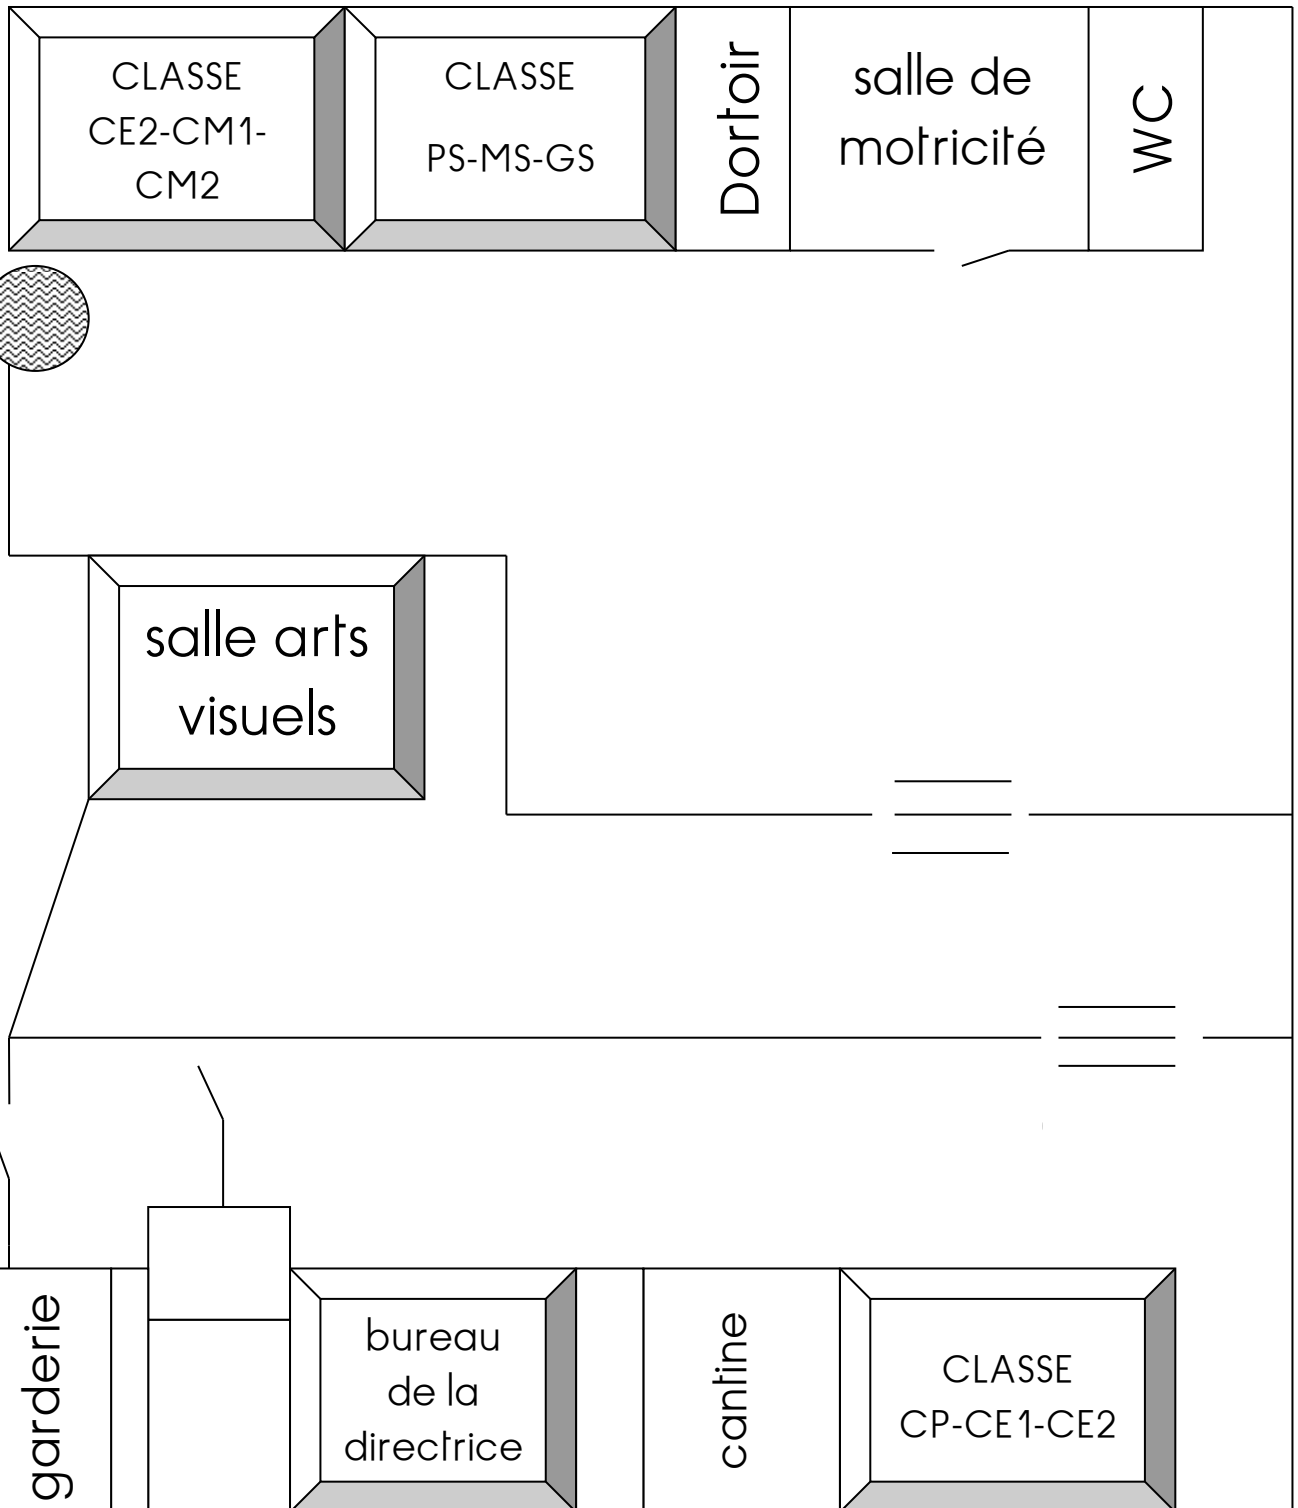 CLASSE
CE2-CM1-
CM2
CLASSE
PS-MS-GS
Dortoir
salle de
motricité
WC
salle arts
visuels
garderie
bureau
de la
directrice
cantine
CLASSE
CP-CE1-CE2